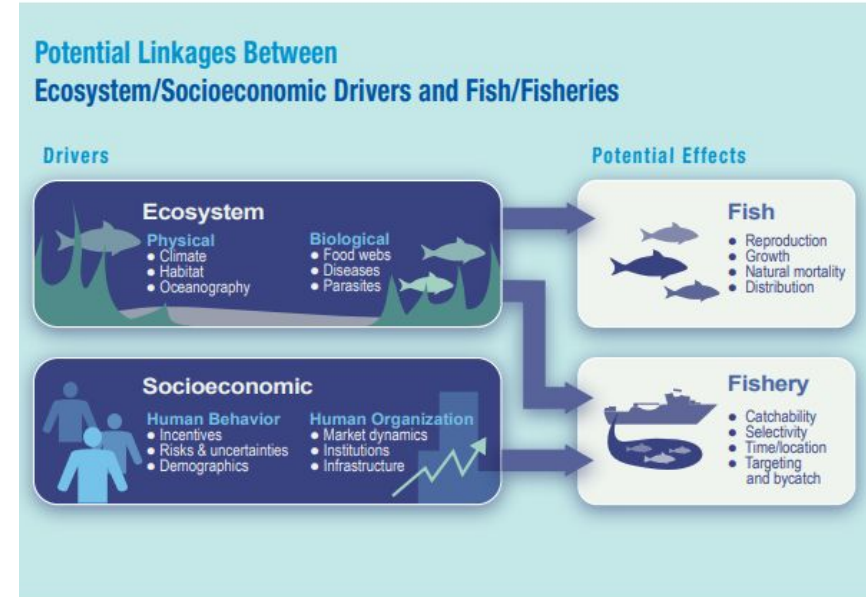 Potential Linkages Between
Ecosystem/Socioeconomic Drivers and Fish/Fisheries
Drivers
Ecosystem
Physical
● Climate
● Habitat
● Oceanography
Biological
● Food webs
● Diseases
● Parasites
Socioeconomic
Human Behavior
● Incentives
● Risks & uncertainties
● Demographics
Human Organization
● Market dynamics
● Institutions
● Infrastructure
Potential Effects
Fish
● Reproduction
● Growth
● Natural mortality
● Distribution
Fishery
● Catchability
● Selectivity
● Time/location
● Targeting
and bycatch